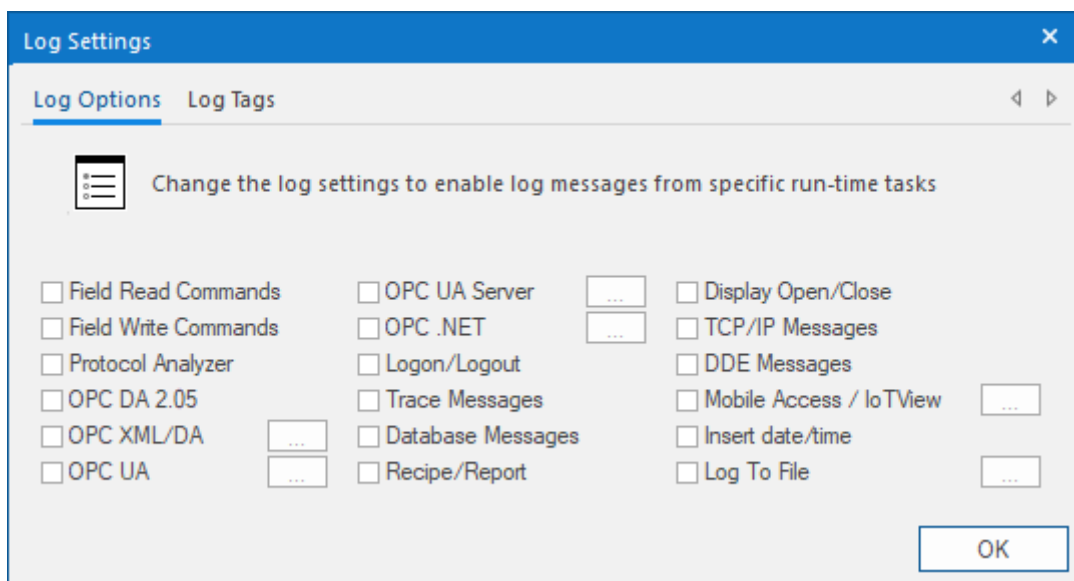 Log Settings
Log Options Log Tags
Change the log settings to enable log messages from specific run-time tasks
Field Read Commands OPC UA Server ... Display Open/Close
Field Write Commands OPC .NET ... TCP/IP Messages
Protocol Analyzer Logon/Logout DDE Messages
OPC DA 2.05 Trace Messages Mobile Access / IoTView ...
OPC XML/DA ... Database Messages Insert date/time
OPC UA ... Recipe/Report Log To File ...
OK